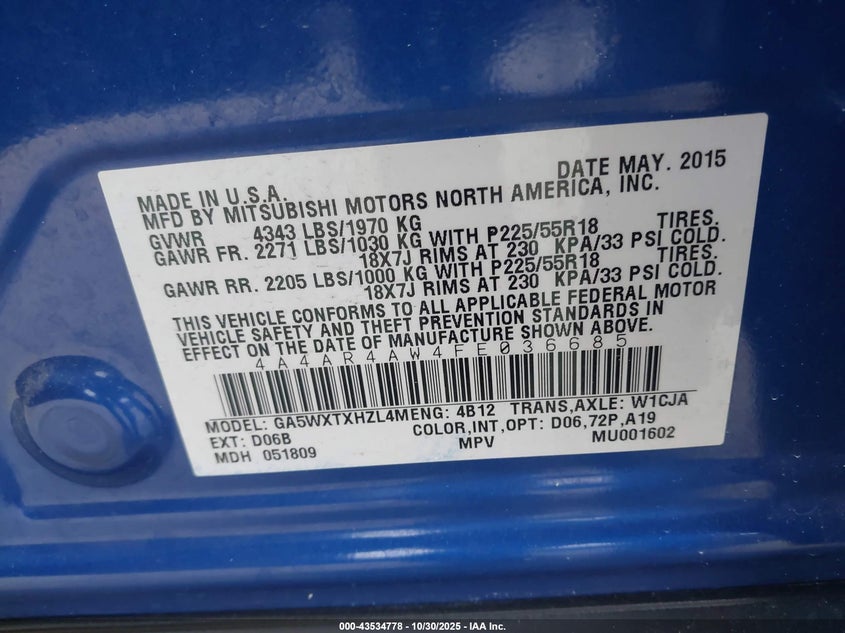 DATE MAY. 2015
MADE IN U.S.A.
MFD BY MITSUBISHI MOTORS NORTH AMERICA, INC.
GVWR 4343 LBS/1970 KG
GAWR FR. 2271 LBS/1030 KG WITH P225/55R18 TIRES.
18X7J RIMS AT 230 KPA/33 PSI COLD.
GAWR RR. 2205 LBS/1000 KG WITH P225/55R18 TIRES.
18X7J RIMS AT 230 KPA/33 PSI COLD.
THIS VEHICLE CONFORMS TO ALL APPLICABLE FEDERAL MOTOR
VEHICLE SAFETY AND THEFT PREVENTION STANDARDS IN
EFFECT ON THE DATE OF MANUFACTURE SHOWN ABOVE.
4A4AR4AW4FE036685
MODEL: GA5WXTXHZL4MENG: 4B12 TRANS,AXLE: W1CJA
EXT: D06B COLOR,INT,OPT: D06,72P,A19
MDH 051809 MPV MU001602
000-43534778 - 10/30/2025 - IAA Inc.